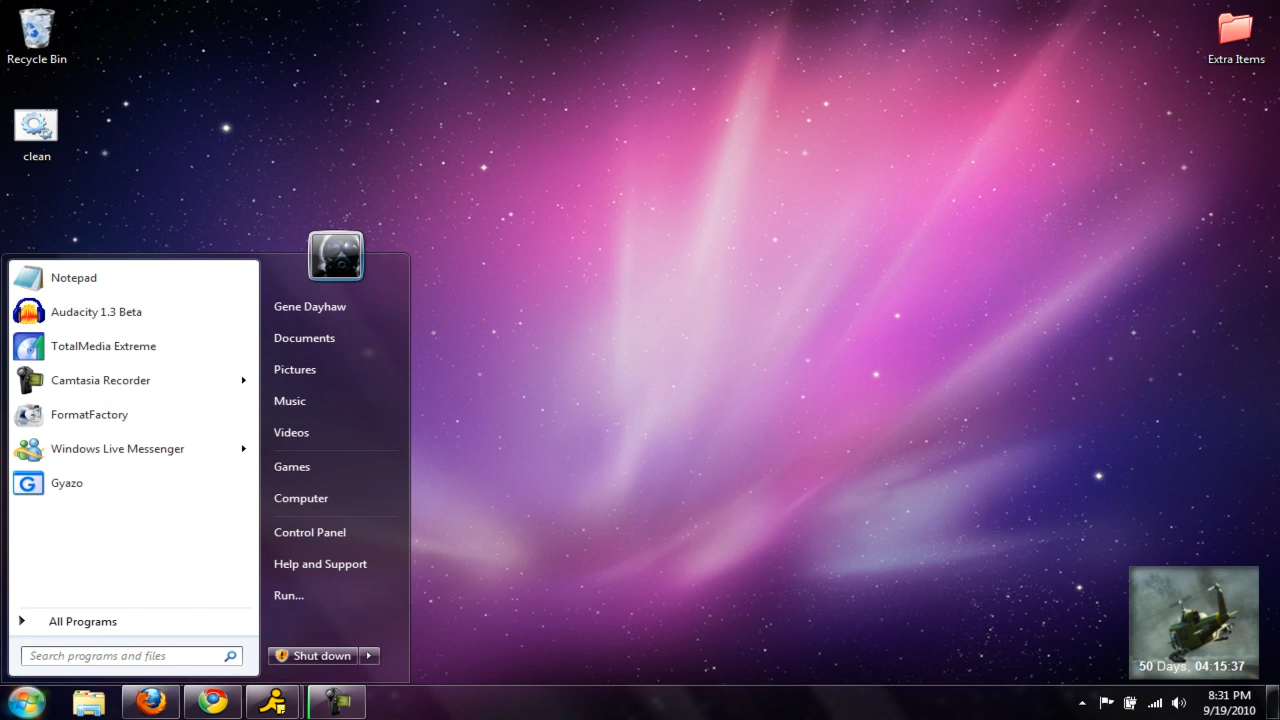 Recycle Bin
Extra Items
clean
Notepad
Audacity 1.3 Beta
TotalMedia Extreme
Camtasia Recorder
FormatFactory
Windows Live Messenger
Gyazo
All Programs
Search programs and files
Gene Dayhaw
Documents
Pictures
Music
Videos
Games
Computer
Control Panel
Help and Support
Run...
Shut down
50 Days, 04:15:37
8:31 PM
9/19/2010